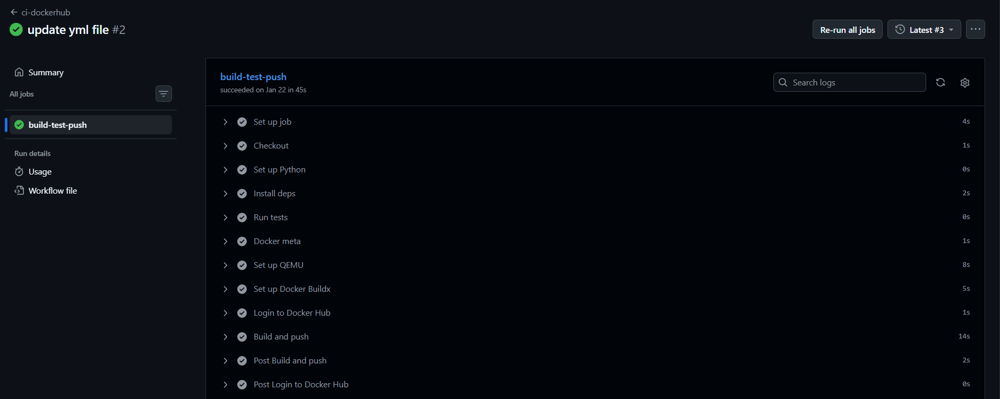 ci-dockerhub
update yml file #2
Re-run all jobs
Latest #3
Summary
All jobs
build-test-push
Run details
Usage
Workflow file
build-test-push
succeeded on Jan 22 in 45s
Search logs
Set up job 4s
Checkout 1s
Set up Python 0s
Install deps 2s
Run tests 0s
Docker meta 1s
Set up QEMU 8s
Set up Docker Buildx 5s
Login to Docker Hub 1s
Build and push 14s
Post Build and push 2s
Post Login to Docker Hub 0s